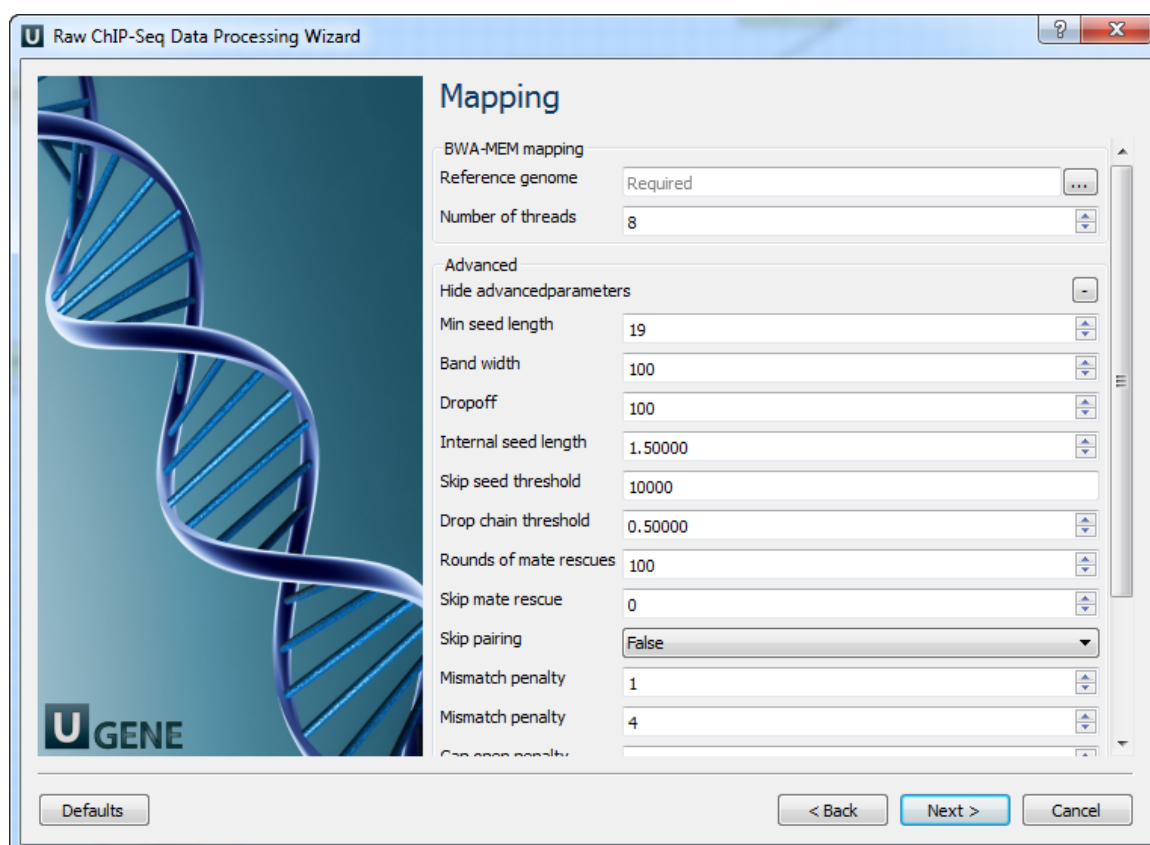 U Raw ChIP-Seq Data Processing Wizard
Mapping
BWA-MEM mapping
Reference genome Required ...
Number of threads 8
Advanced
Hide advancedparameters -
Min seed length 19
Band width 100
Dropoff 100
Internal seed length 1.50000
Skip seed threshold 10000
Drop chain threshold 0.50000
Rounds of mate rescues 100
Skip mate rescue 0
Skip pairing False
Mismatch penalty 1
Mismatch penalty 4
Gap open penalty
UGENE
Defaults < Back Next > Cancel